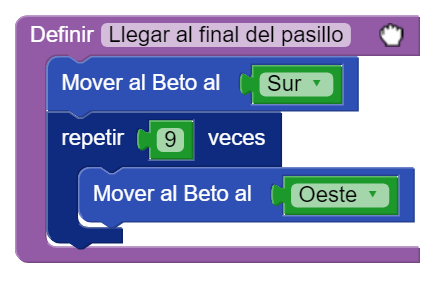 Definir Llegar al final del pasillo
Mover al Beto al Sur
repetir 9 veces
Mover al Beto al Oeste